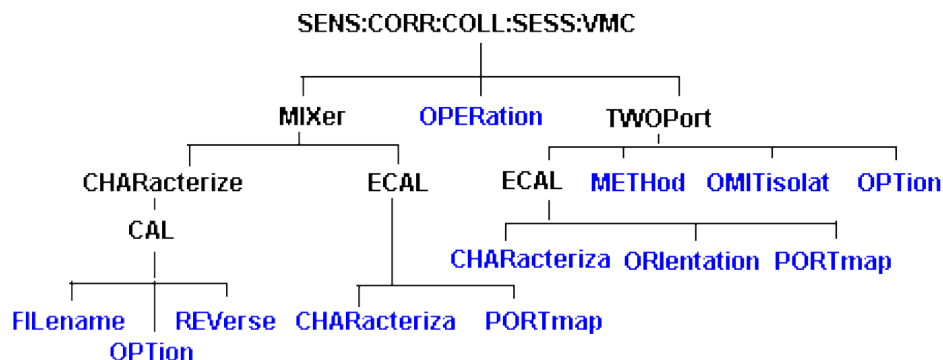 SENS:CORR:COLL:SESS:VMC
MIXer OPERation TWOPort
CHARacterize ECAL ECAL METHod OMITisolat OPTion
CAL
CHARacteriza ORIentation PORTmap
FILename REVerse CHARacteriza PORTmap
OPTion